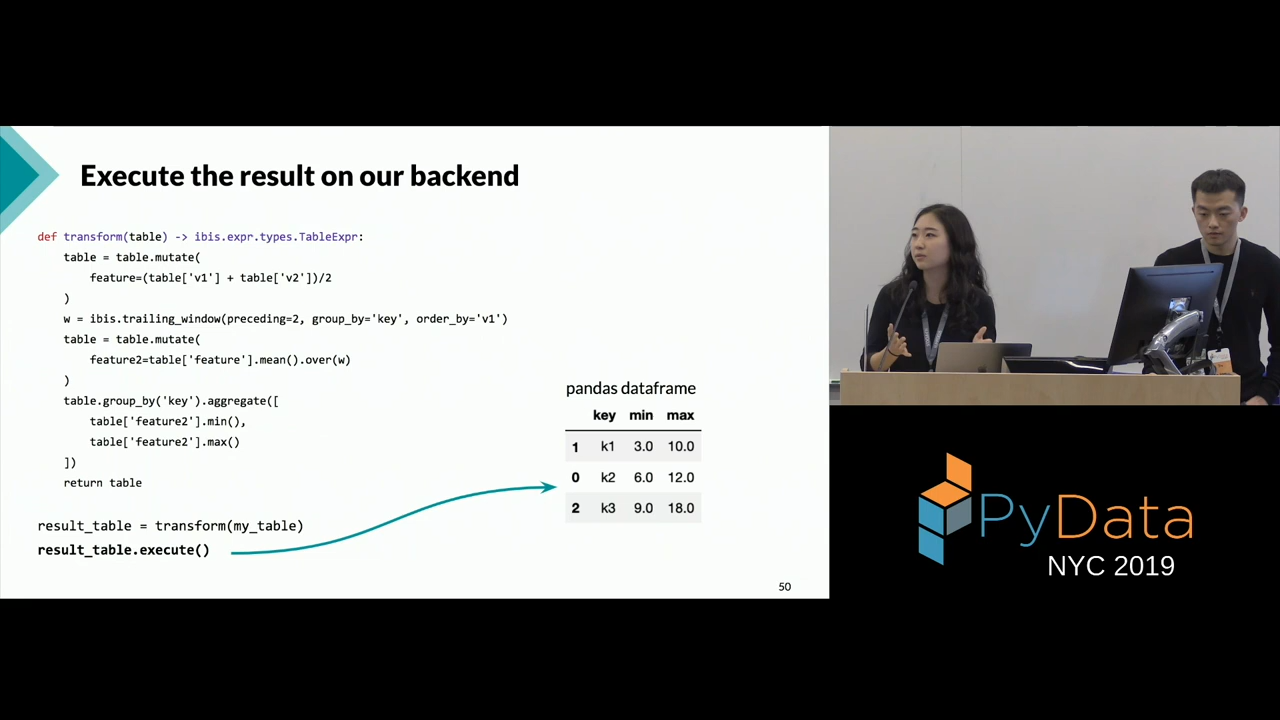 Execute the result on our backend
def transform(table) -> ibis.expr.types.TableExpr:
    table = table.mutate(
        feature=(table['v1'] + table['v2'])/2
    )
    w = ibis.trailing_window(preceding=2, group_by='key', order_by='v1')
    table = table.mutate(
        feature2=table['feature'].mean().over(w)
    )
    table.group_by('key').aggregate([
        table['feature2'].min(),
        table['feature2'].max()
    ])
    return table
result_table = transform(my_table)
result_table.execute()
pandas dataframe
key min max
1 k1 3.0 10.0
0 k2 6.0 12.0
2 k3 9.0 18.0
50
PyData
NYC 2019